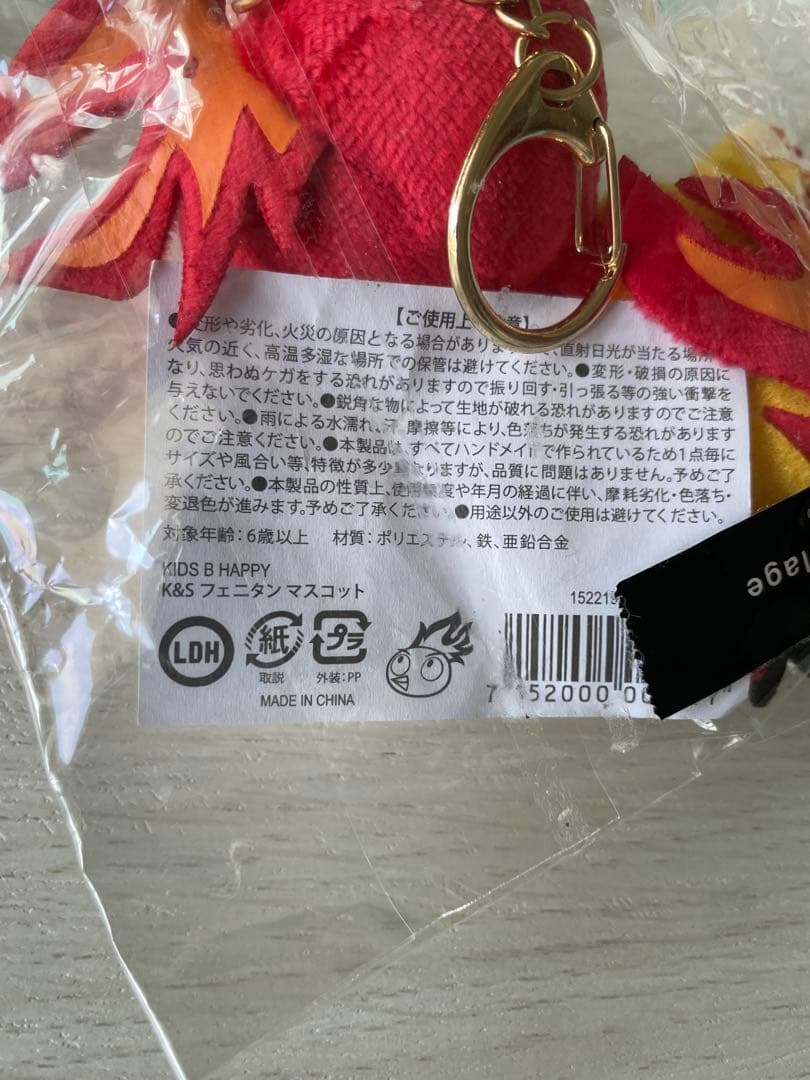 【ご使用上 意】
形や劣化、火災の原因となる場合がありま 直射日光が当たる場所
火気の近く、高温多湿な場所での保管は避けてください。●変形・破損の原因に
なり、思わぬケガをする恐れがありますので振り回す・引っ張る等の強い衝撃を
与えないでください。●鋭角な物によって生地が破れる恐れがありますのでご注意
ください。●雨による水濡れ、汗、摩擦等により、色落ちが発生する恐れがあります
のでご注意ください。●本製品は、すべてハンドメイドで作られているため1点毎に
サイズや風合い等、特徴が多少異なりますが、品質に問題はありません。予めご了
承ください。●本製品の性質上、使用頻度や年月の経過に伴い、摩耗劣化・色落ち・
変退色が進みます。予めご了承ください。●用途以外のご使用は避けてください。
対象年齢：6歳以上 材質：ポリエステル、鉄、亜鉛合金
KIDS B HAPPY
K&S フェニタン マスコット
15221
LDH
紙
プラ
取説
外装：PP
MADE IN CHINA
7 52000 0
lage